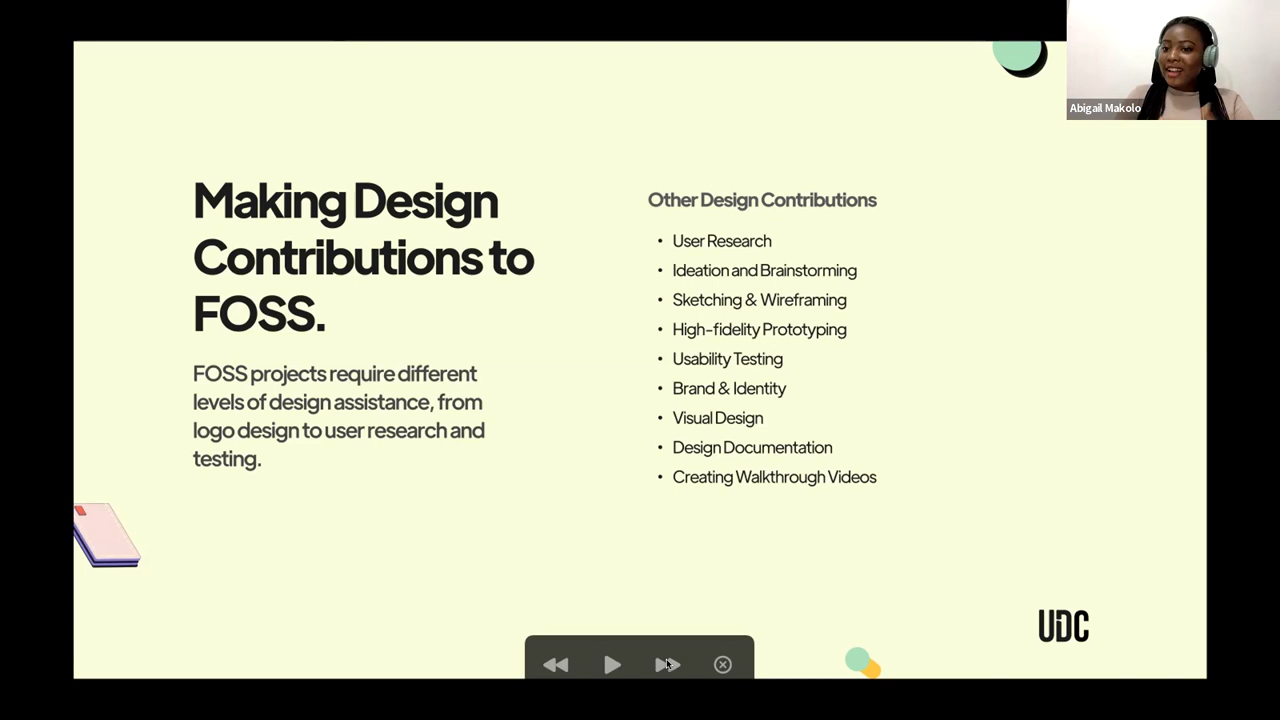 Abigail Makolo
Making Design
Contributions to
FOSS.
FOSS projects require different
levels of design assistance, from
logo design to user research and
testing.
Other Design Contributions
• User Research
• Ideation and Brainstorming
• Sketching & Wireframing
• High-fidelity Prototyping
• Usability Testing
• Brand & Identity
• Visual Design
• Design Documentation
• Creating Walkthrough Videos
UDC